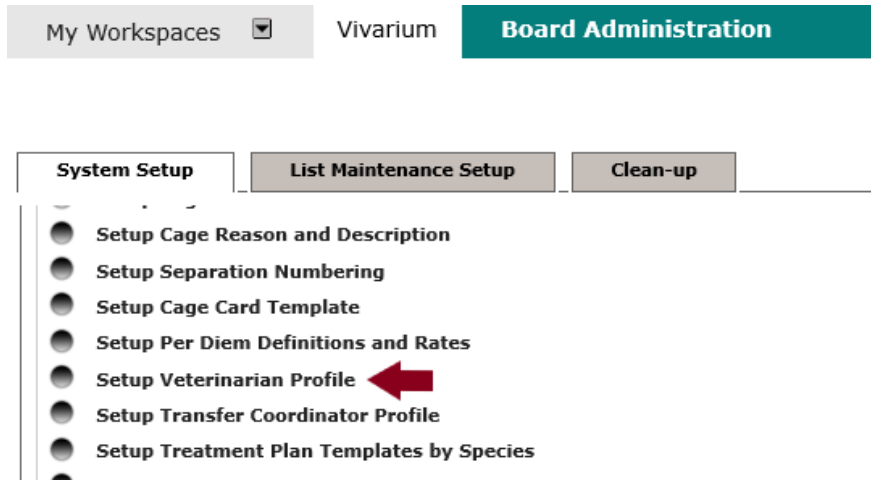 My Workspaces Vivarium Board Administration
System Setup List Maintenance Setup Clean-up
Setup Cage Reason and Description
Setup Separation Numbering
Setup Cage Card Template
Setup Per Diem Definitions and Rates
Setup Veterinarian Profile
Setup Transfer Coordinator Profile
Setup Treatment Plan Templates by Species